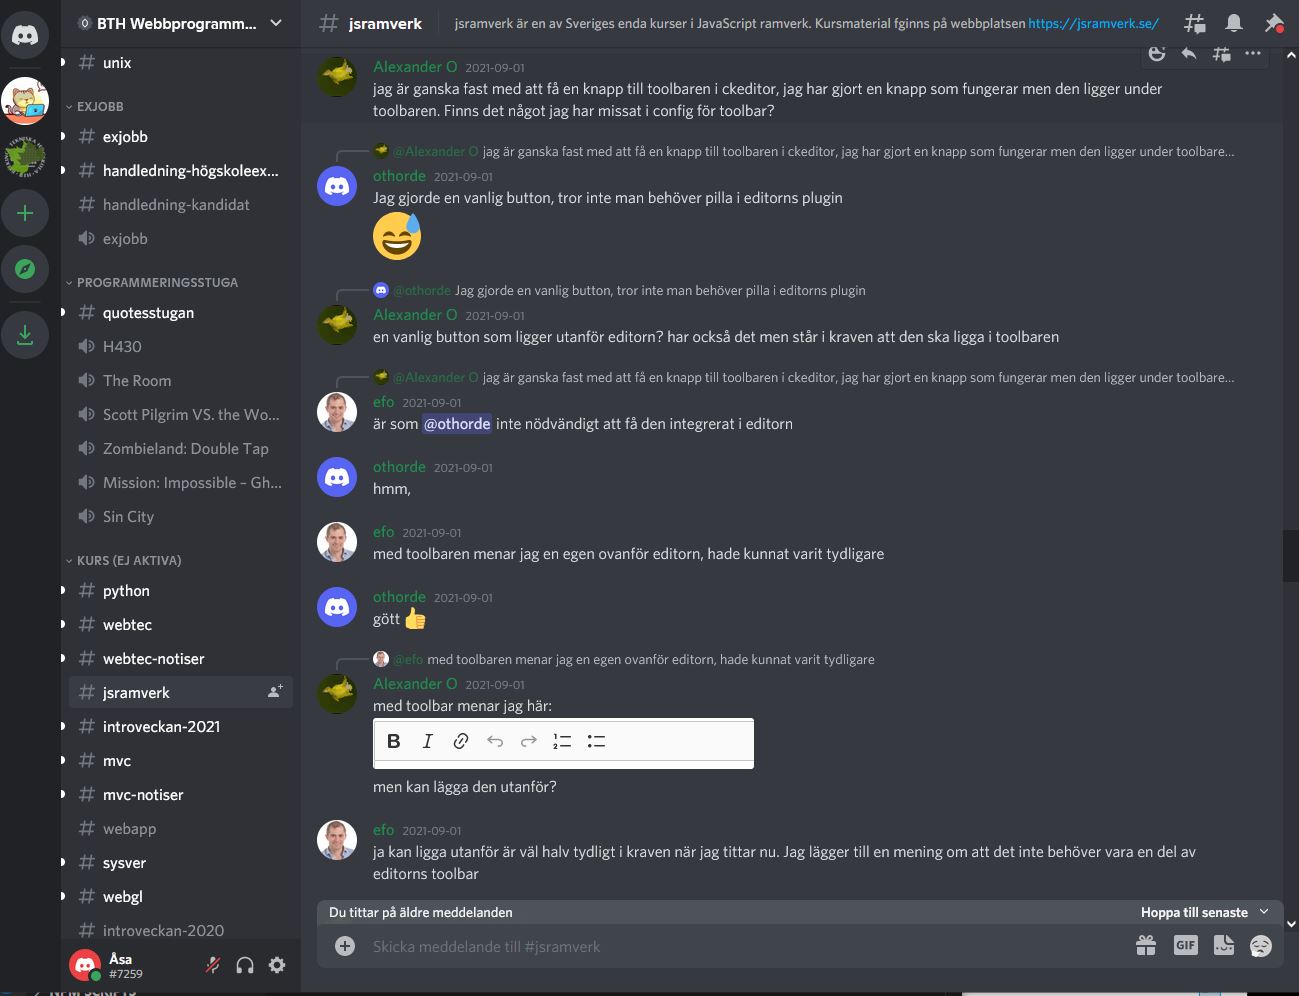 BTH Webbprogramm...
unix
EXJOBB
exjobb
handledning-högskoleex...
handledning-kandidat
exjobb
PROGRAMMERINGSSTUGA
quotesstugan
H430
The Room
Scott Pilgrim VS. the Wo...
Zombieland: Double Tap
Mission: Impossible – Gh...
Sin City
KURS (EJ AKTIVA)
python
webtec
webtec-notiser
jsramverk
introveckan-2021
mvc
mvc-notiser
webapp
sysver
webgl
introveckan-2020
Åsa
#7259
jsramverk
jsramverk är en av Sveriges enda kurser i JavaScript ramverk. Kursmaterial fginns på webbplatsen https://jsramverk.se/
Alexander O 2021-09-01
jag är ganska fast med att få en knapp till toolbaren i ckeditor, jag har gjort en knapp som fungerar men den ligger under
toolbaren. Finns det något jag har missat i config för toolbar?
@Alexander O jag är ganska fast med att få en knapp till toolbaren i ckeditor, jag har gjort en knapp som fungerar men den ligger under toolbare...
othorde 2021-09-01
Jag gjorde en vanlig button, tror inte man behöver pilla i editorns plugin
@othorde Jag gjorde en vanlig button, tror inte man behöver pilla i editorns plugin
Alexander O 2021-09-01
en vanlig button som ligger utanför editorn? har också det men står i kraven att den ska ligga i toolbaren
@Alexander O jag är ganska fast med att få en knapp till toolbaren i ckeditor, jag har gjort en knapp som fungerar men den ligger under toolbare...
efo 2021-09-01
är som @othorde inte nödvändigt att få den integrerat i editorn
othorde 2021-09-01
hmm,
efo 2021-09-01
med toolbaren menar jag en egen ovanför editorn, hade kunnat varit tydligare
othorde 2021-09-01
gött
@efo med toolbaren menar jag en egen ovanför editorn, hade kunnat varit tydligare
Alexander O 2021-09-01
med toolbar menar jag här:
B I
men kan lägga den utanför?
efo 2021-09-01
ja kan ligga utanför är väl halv tydligt i kraven när jag tittar nu. Jag lägger till en mening om att det inte behöver vara en del av
editorns toolbar
Du tittar på äldre meddelanden
Hoppa till senaste
Skicka meddelande till #jsramverk
GIF